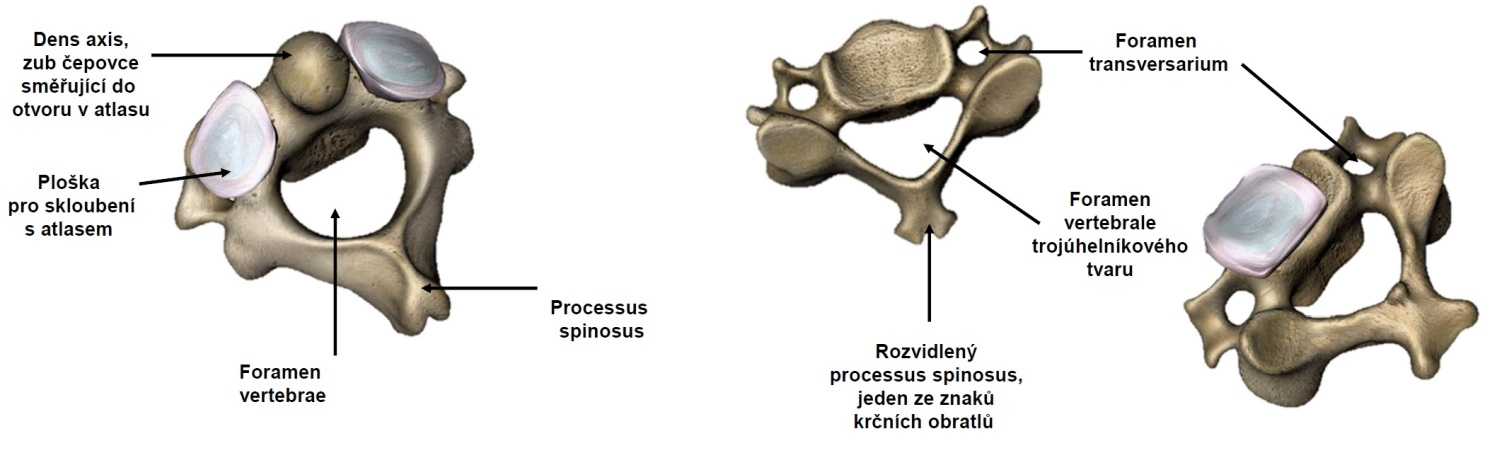 Dens axis,
zub čepovce
směřující do
otvoru v atlasu
Ploška
pro skloubení
s atlasem
Foramen
vertebrae
Processus
spinosus
Foramen
transversarium
Foramen
vertebrale
trojúhelníkového
tvaru
Rozvidlený
processus spinosus,
jeden ze znaků
krčních obratlů